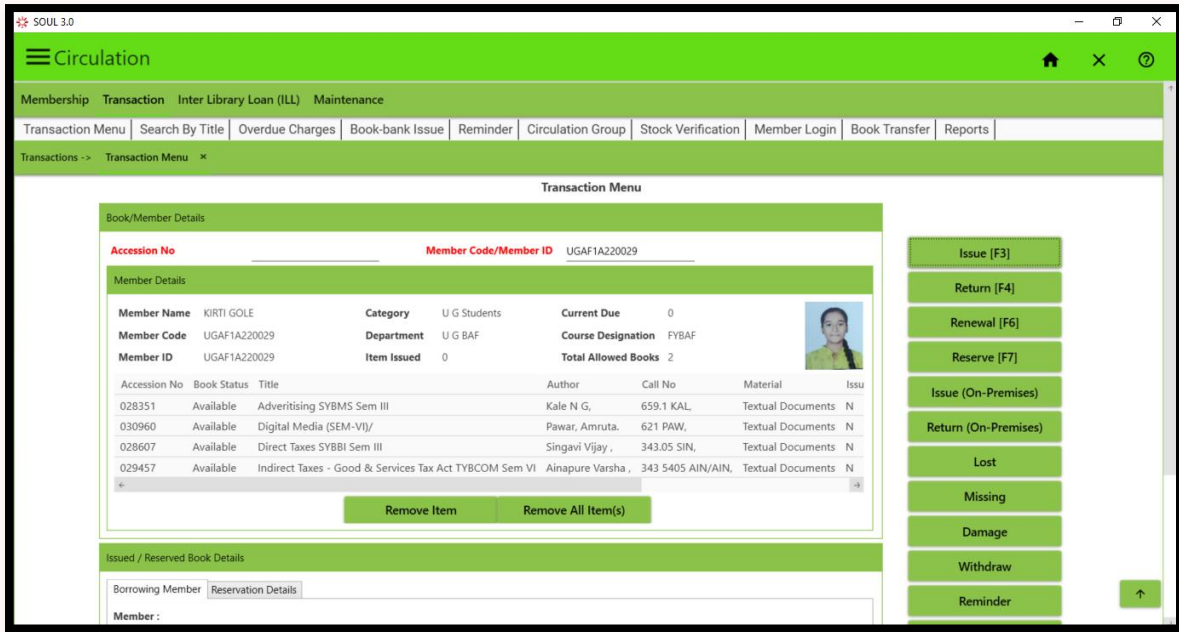 SOUL 3.0
Circulation
Membership Transaction Inter Library Loan (ILL) Maintenance
Transaction Menu Search By Title Overdue Charges Book-bank Issue Reminder Circulation Group Stock Verification Member Login Book Transfer Reports
Transactions -> Transaction Menu ×
Transaction Menu
Book/Member Details
Accession No Member Code/Member ID UGAF1A220029
Member Details
Member Name KIRTI GOLE Category U G Students Current Due 0
Member Code UGAF1A220029 Department U G BAF Course Designation FYBAF
Member ID UGAF1A220029 Item Issued 0 Total Allowed Books 2
Accession No Book Status Title Author Call No Material Issu
028351 Available Adveritising SYBMS Sem III Kale N G, 659.1 KAL, Textual Documents N
030960 Available Digital Media (SEM-VI)/ Pawar, Amruta. 621 PAW, Textual Documents N
028607 Available Direct Taxes SYBBI Sem III Singavi Vijay , 343.05 SIN, Textual Documents N
029457 Available Indirect Taxes - Good & Services Tax Act TYBCOM Sem VI Ainapure Varsha , 343 5405 AIN/AIN, Textual Documents N
Remove Item Remove All Item(s)
Issued / Reserved Book Details
Borrowing Member Reservation Details
Member :
Issue [F3]
Return [F4]
Renewal [F6]
Reserve [F7]
Issue (On-Premises)
Return (On-Premises)
Lost
Missing
Damage
Withdraw
Reminder